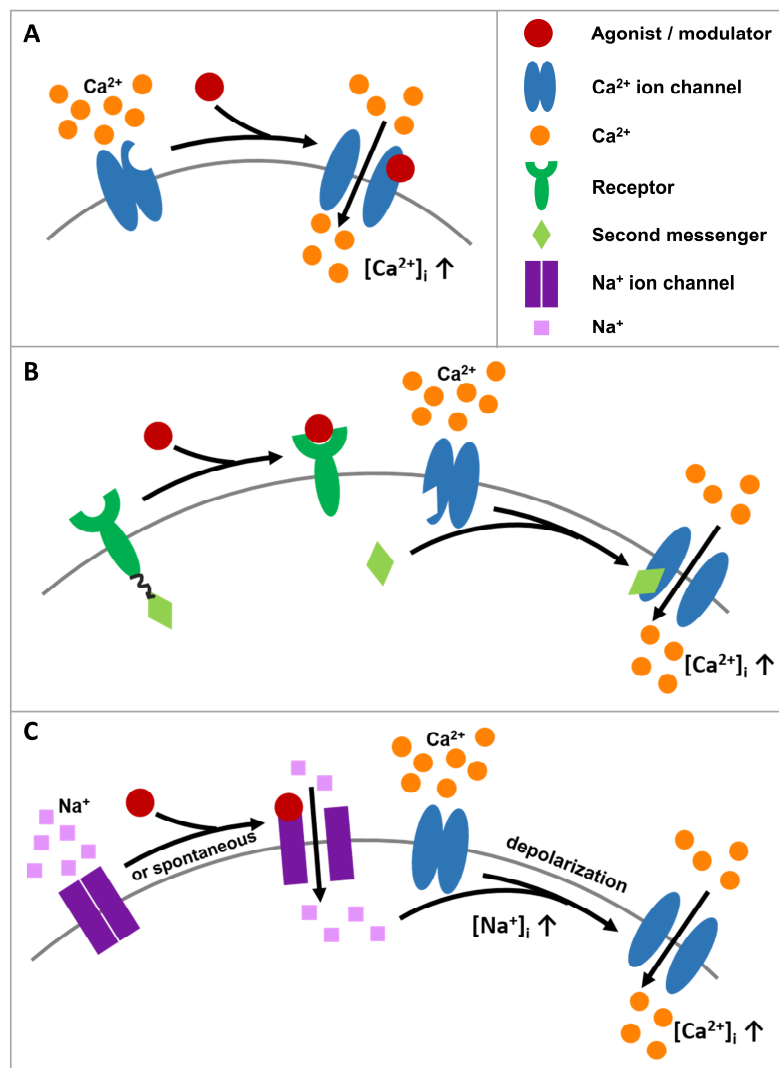 A
Ca²⁺
[Ca²⁺]ᵢ ↑
Agonist / modulator
Ca²⁺ ion channel
Ca²⁺
Receptor
Second messenger
Na⁺ ion channel
Na⁺
B
Ca²⁺
[Ca²⁺]ᵢ ↑
C
Ca²⁺
Na⁺
or spontaneous
depolarization
[Na⁺]ᵢ ↑
[Ca²⁺]ᵢ ↑